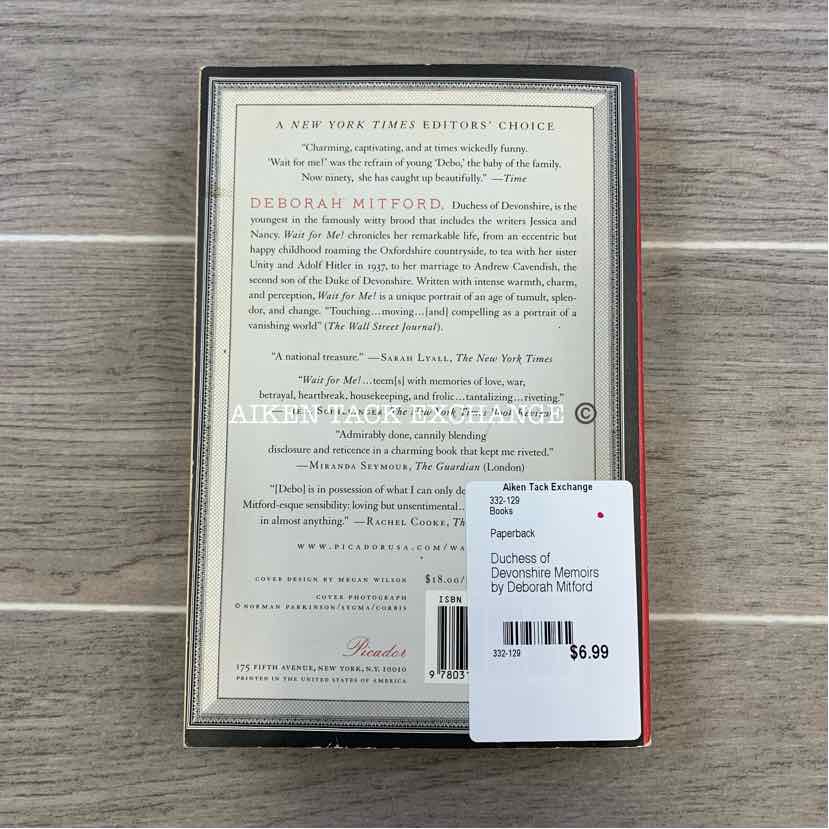 A NEW YORK TIMES EDITORS' CHOICE
"Charming, captivating, and at times wickedly funny.
'Wait for me!' was the refrain of young 'Debo,' the baby of the family.
Now ninety, she has caught up beautifully." —Time
DEBORAH MITFORD, Duchess of Devonshire, is the
youngest in the famously witty brood that includes the writers Jessica and
Nancy. Wait for Me! chronicles her remarkable life, from an eccentric but
happy childhood roaming the Oxfordshire countryside, to tea with her sister
Unity and Adolf Hitler in 1937, to her marriage to Andrew Cavendish, the
second son of the Duke of Devonshire. Written with intense warmth, charm,
and perception, Wait for Me! is a unique portrait of an age of tumult, splen-
dor, and change. "Touching…moving…[and] compelling as a portrait of a
vanishing world" (The Wall Street Journal).
"A national treasure." —SARAH LYALL, The New York Times
"Wait for Me!…teem[s] with memories of love, war,
betrayal, heartbreak, housekeeping, and frolic…tantalizing…riveting."
The New York Times Book Review
AIKEN TACK EXCHANGE ©
"Admirably done, cannily blending
disclosure and reticence in a charming book that kept me riveted."
—MIRANDA SEYMOUR, The Guardian (London)
"[Debo] is in possession of what I can only
Mitford-esque sensibility: loving but unsentimental…
in almost anything." —RACHEL COOKE,
WWW.PICADORUSA.COM/WA
COVER DESIGN BY MEGAN WILSON
$18.00/
COVER PHOTOGRAPH
© NORMAN PARKINSON/SYGMA/CORBIS
ISBN
Picador
175 FIFTH AVENUE, NEW YORK, N.Y. 10010
PRINTED IN THE UNITED STATES OF AMERICA
9 78031
Aiken Tack Exchange
332-129
Books
Paperback
Duchess of
Devonshire Memoirs
by Deborah Mitford
332-129
$6.99